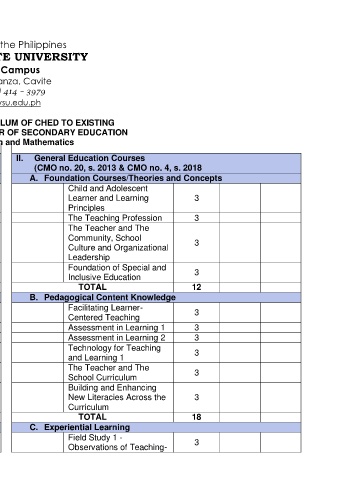 the Philippines
TE UNIVERSITY
Campus
anza, Cavite
414 – 3979
su.edu.ph
LUM OF CHED TO EXISTING
R OF SECONDARY EDUCATION
and Mathematics
II. General Education Courses
(CMO no. 20, s. 2013 & CMO no. 4, s. 2018
A. Foundation Courses/Theories and Concepts
Child and Adolescent
Learner and Learning 3
Principles
The Teaching Profession 3
The Teacher and The
Community, School
Culture and Organizational 3
Leadership
Foundation of Special and
Inclusive Education 3
TOTAL 12
B. Pedagogical Content Knowledge
Facilitating Learner-
Centered Teaching 3
Assessment in Learning 1 3
Assessment in Learning 2 3
Technology for Teaching
and Learning 1 3
The Teacher and The
School Curriculum 3
Building and Enhancing
New Literacies Across the 3
Curriculum
TOTAL 18
C. Experiential Learning
Field Study 1 -
Observations of Teaching- 3